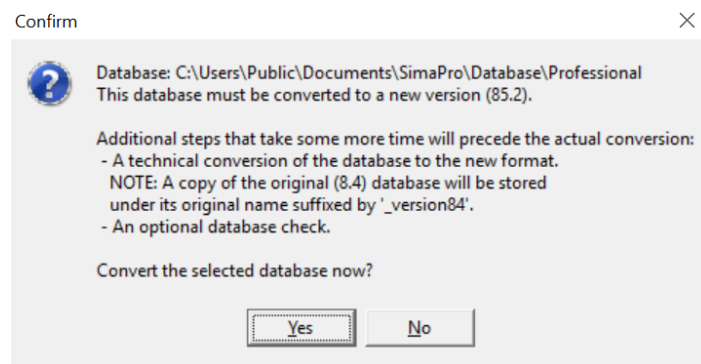 Confirm
Database: C:\Users\Public\Documents\SimaPro\Database\Professional
This database must be converted to a new version (85.2).
Additional steps that take some more time will precede the actual conversion:
- A technical conversion of the database to the new format.
NOTE: A copy of the original (8.4) database will be stored
under its original name suffixed by '_version84'.
- An optional database check.
Convert the selected database now?
Yes No